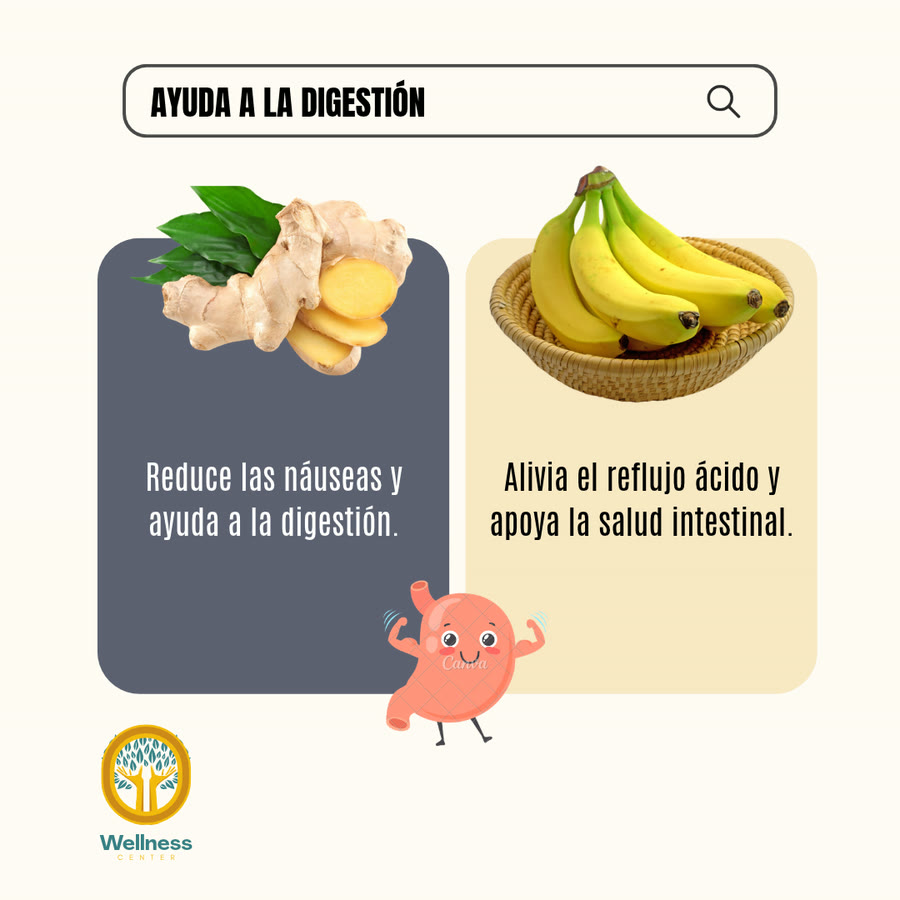 AYUDA A LA DIGESTIÓN
Reduce las náuseas y
ayuda a la digestión.
Alivia el reflujo ácido y
apoya la salud intestinal.
Canva
Wellness
CENTER